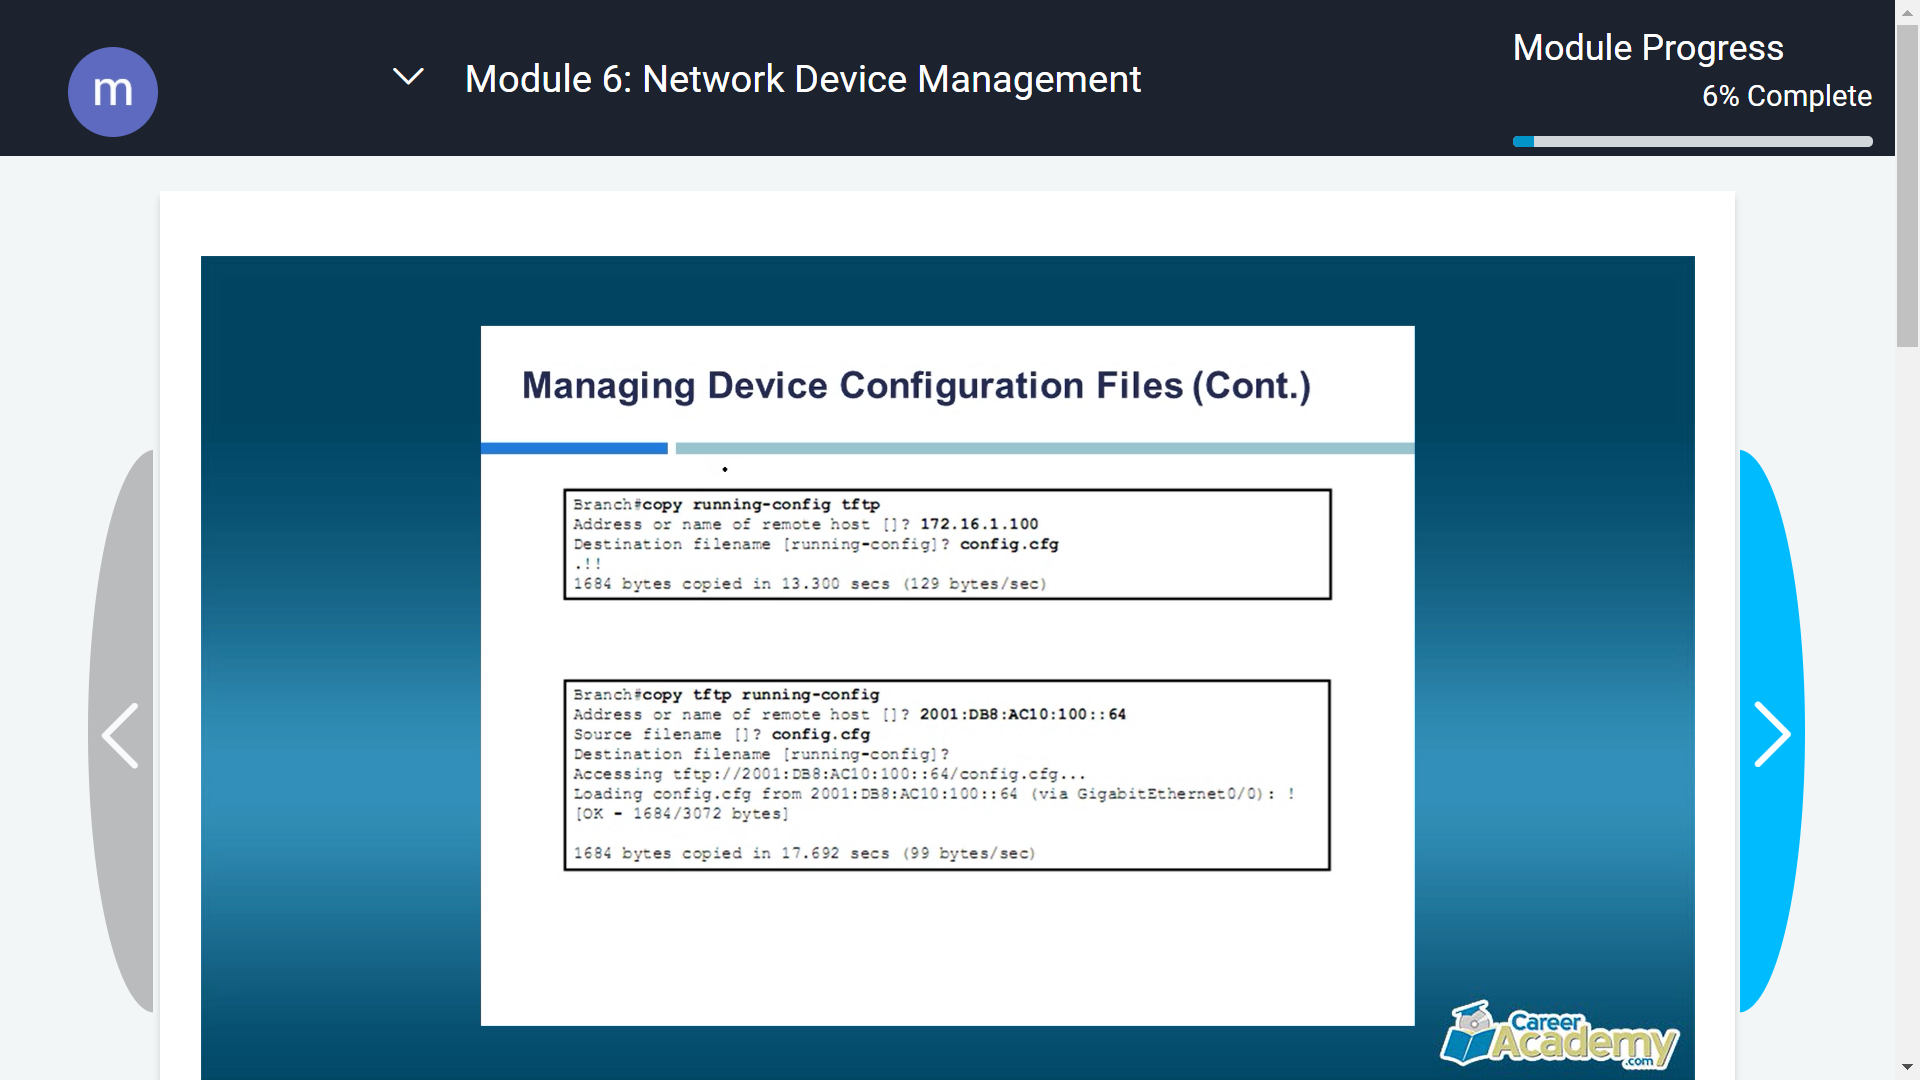 m
Module 6: Network Device Management
Module Progress
6% Complete
Managing Device Configuration Files (Cont.)
Branch#copy running-config tftp
Address or name of remote host []? 172.16.1.100
Destination filename [running-config]? config.cfg
.!!
1684 bytes copied in 13.300 secs (129 bytes/sec)
Branch#copy tftp running-config
Address or name of remote host []? 2001:DB8:AC10:100::64
Source filename []? config.cfg
Destination filename [running-config]?
Accessing tftp://2001:DB8:AC10:100::64/config.cfg...
Loading config.cfg from 2001:DB8:AC10:100::64 (via GigabitEthernet0/0): !
[OK - 1684/3072 bytes]
1684 bytes copied in 17.692 secs (99 bytes/sec)
Career
Academy
.com